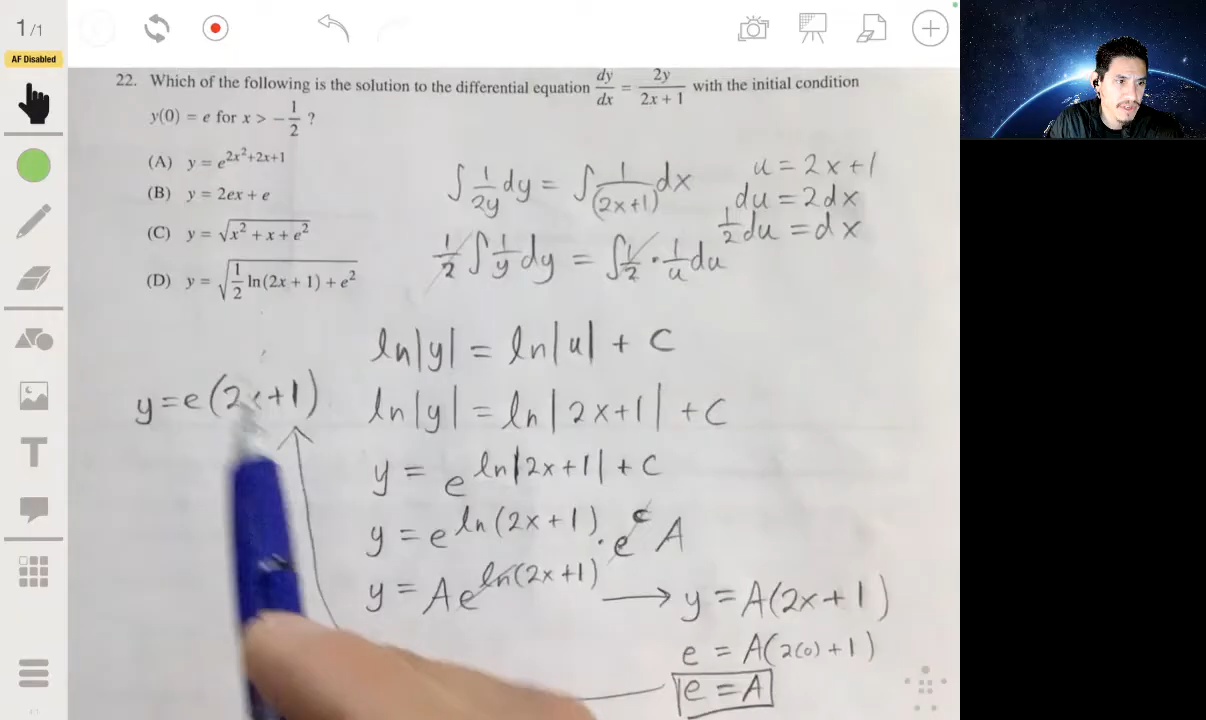 1/1
AF Disabled
22. Which of the following is the solution to the differential equation dy/dx = 2y/(2x + 1) with the initial condition
y(0) = e for x > −1/2 ?
(A) y = e^(2x²+2x+1)
(B) y = 2ex + e
(C) y = √(x² + x + e²)
(D) y = √(1/2 ln(2x + 1) + e²)
∫ 1/2y dy = ∫ 1/(2x+1) dx
u = 2x+1
du = 2dx
1/2 du = dx
1/2 ∫ 1/y dy = ∫ 1/2 · 1/u du
ln|y| = ln|u| + C
ln|y| = ln|2x+1| + C
y = e^(ln|2x+1| + C)
y = e^(ln(2x+1)) · e^C A
y = Ae^(ln(2x+1)) → y = A(2x+1)
e = A(2(0)+1)
e = A
y = e(2x+1)
T